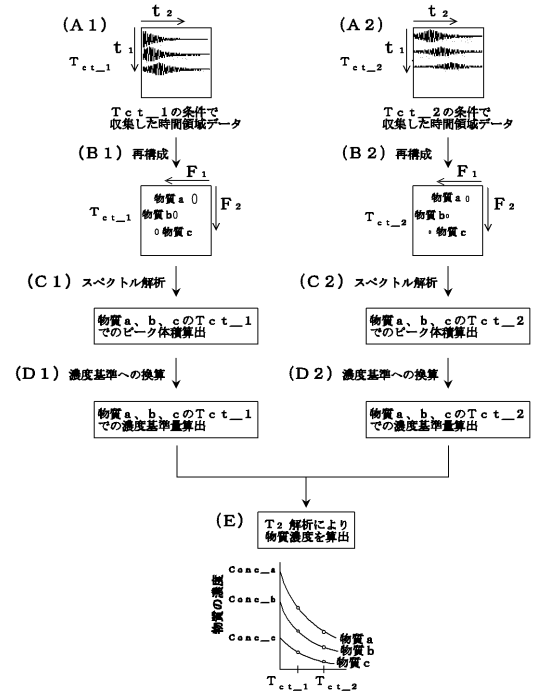 (A1)
t₂
t₁
Tct_1
Tct_1の条件で
収集した時間領域データ
(A2)
t₂
t₁
Tct_2
Tct_2の条件で
収集した時間領域データ
(B1) 再構成
F₁
F₂
Tct_1
物質a
物質b
物質c
(B2) 再構成
F₁
F₂
Tct_2
物質a
物質b
物質c
(C1) スペクトル解析
物質a、b、cのTct_1
でのピーク体積算出
(C2) スペクトル解析
物質a、b、cのTct_2
でのピーク体積算出
(D1) 濃度基準への換算
物質a、b、cのTct_1
での濃度基準量算出
(D2) 濃度基準への換算
物質a、b、cのTct_2
での濃度基準量算出
(E)
T₂ 解析により
物質濃度を算出
物質の濃度
Conc_a
Conc_b
Conc_c
物質a
物質b
物質c
Tct_1 Tct_2